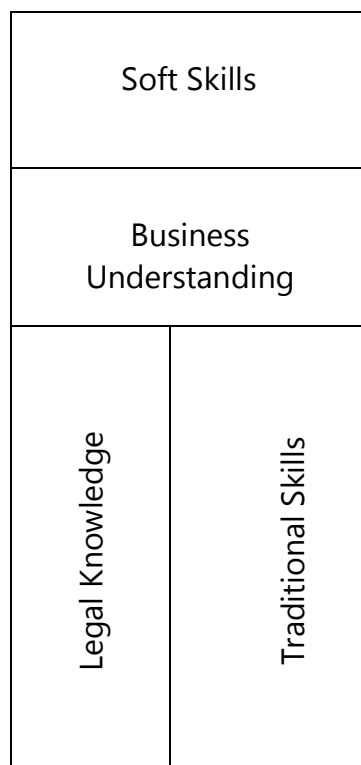 Soft Skills
Business
Understanding
Legal Knowledge
Traditional Skills